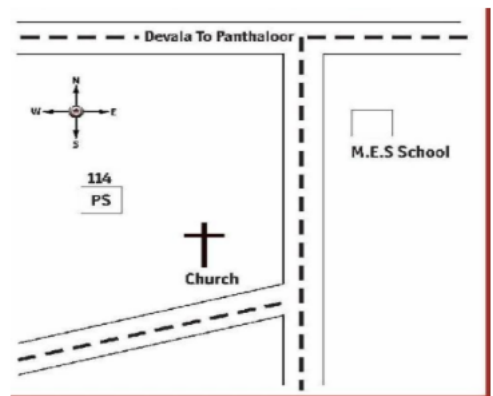 Devala To Panthaloor
N
W E
S
M.E.S School
114
PS
Church